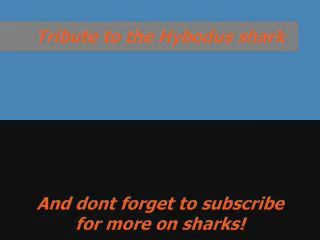 Tribute to the Hybodus shark
And dont forget to subscribe
for more on sharks!